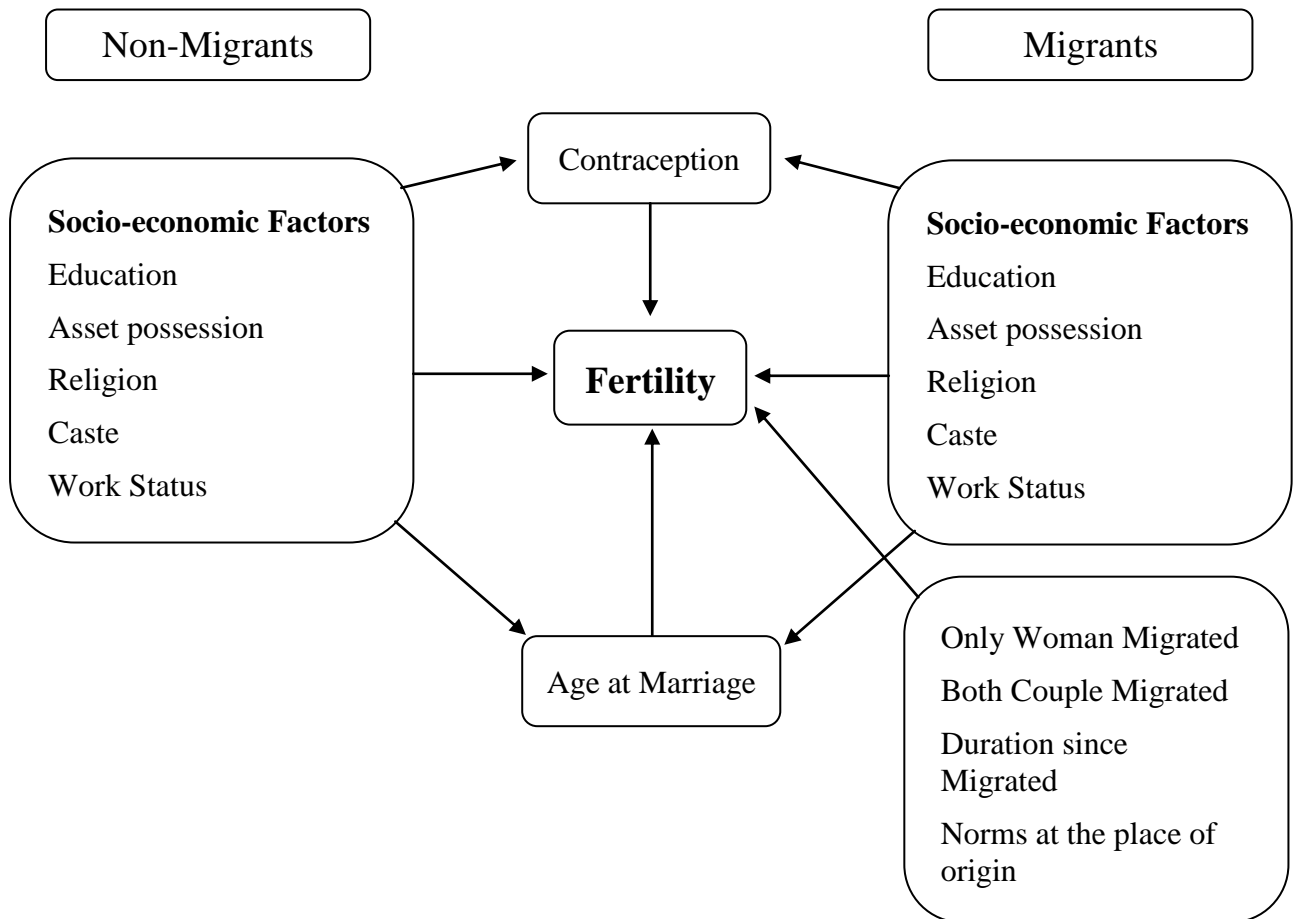 Non-Migrants
Migrants
Contraception
Socio-economic Factors
Education
Asset possession
Religion
Caste
Work Status
Fertility
Socio-economic Factors
Education
Asset possession
Religion
Caste
Work Status
Age at Marriage
Only Woman Migrated
Both Couple Migrated
Duration since
Migrated
Norms at the place of
origin